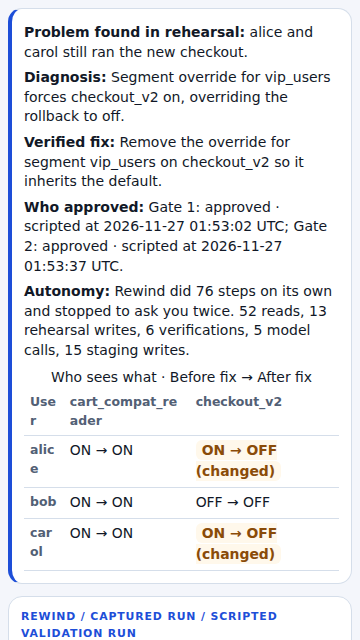 Problem found in rehearsal: alice and
carol still ran the new checkout.
Diagnosis: Segment override for vip_users
forces checkout_v2 on, overriding the
rollback to off.
Verified fix: Remove the override for
segment vip_users on checkout_v2 so it
inherits the default.
Who approved: Gate 1: approved ·
scripted at 2026-11-27 01:53:02 UTC; Gate
2: approved · scripted at 2026-11-27
01:53:37 UTC.
Autonomy: Rewind did 76 steps on its own
and stopped to ask you twice. 52 reads, 13
rehearsal writes, 6 verifications, 5 model
calls, 15 staging writes.
Who sees what · Before fix → After fix
Use cart_compat_re checkout_v2
r ader
alic ON → ON ON → OFF
e (changed)
bob ON → ON OFF → OFF
car ON → ON ON → OFF
ol (changed)
REWIND / CAPTURED RUN / SCRIPTED
VALIDATION RUN